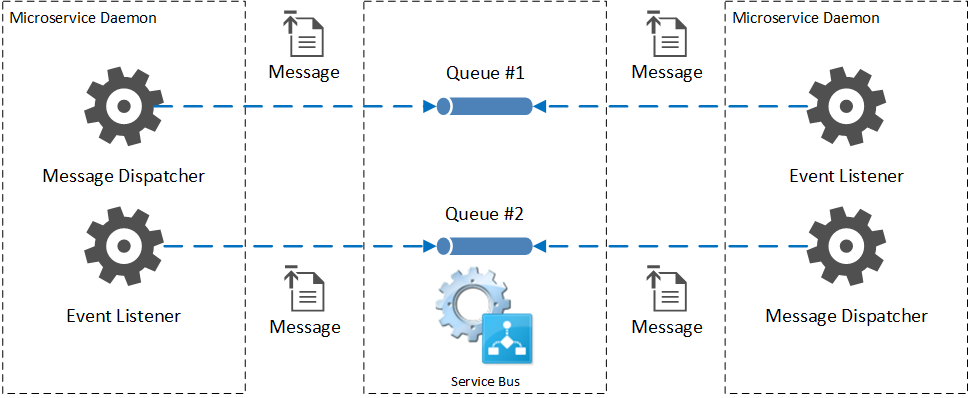 Microservice Daemon
Microservice Daemon
Message
Queue #1
Message
Message Dispatcher
Event Listener
Queue #2
Event Listener
Message
Message
Message Dispatcher
Service Bus